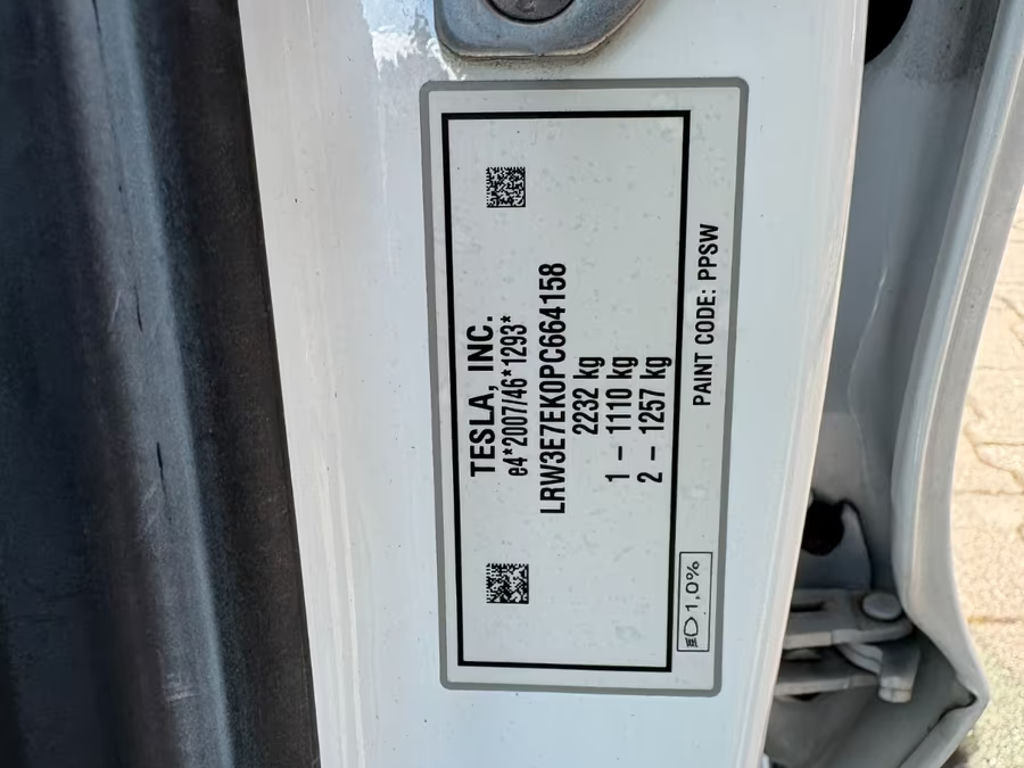 TESLA, INC.
e4*2007/46*1293*
LRW3E7EK0PC664158
2232 kg
1 – 1110 kg
2 – 1257 kg
1,0%
PAINT CODE: PPSW